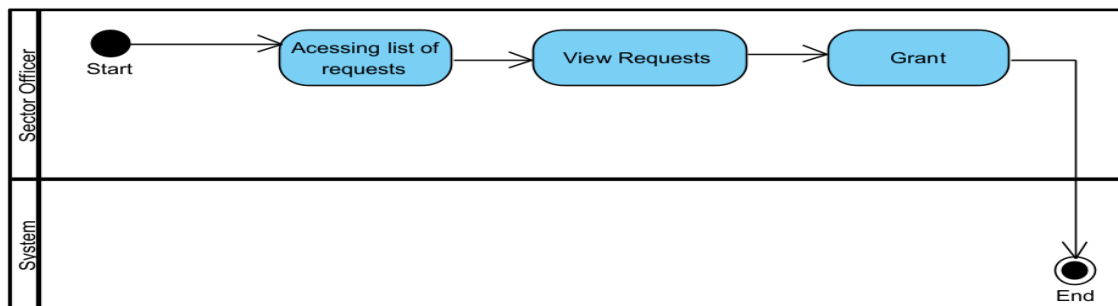 Sector Officer
Start
Acessing list of
requests
View Requests
Grant
System
End